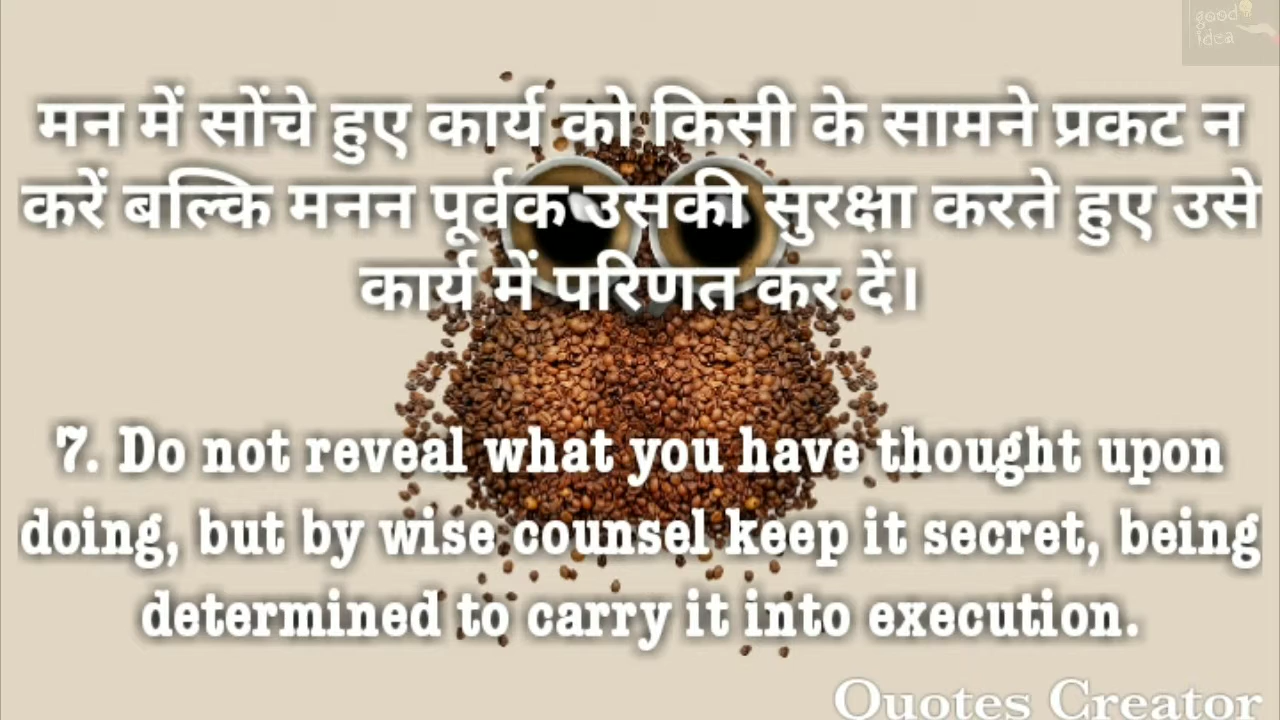 good
idea
मन में सोंचे हुए कार्य को किसी के सामने प्रकट न
करें बल्कि मनन पूर्वक उसकी सुरक्षा करते हुए उसे
कार्य में परिणत कर दें।
7. Do not reveal what you have thought upon
doing, but by wise counsel keep it secret, being
determined to carry it into execution.
Quotes Creator